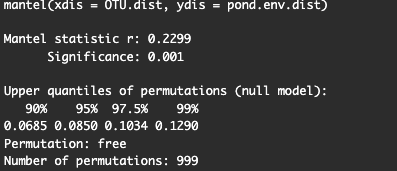 mantel(xdis = OTU.dist, ydis = pond.env.dist)
Mantel statistic r: 0.2299
Significance: 0.001
Upper quantiles of permutations (null model):
90% 95% 97.5% 99%
0.0685 0.0850 0.1034 0.1290
Permutation: free
Number of permutations: 999